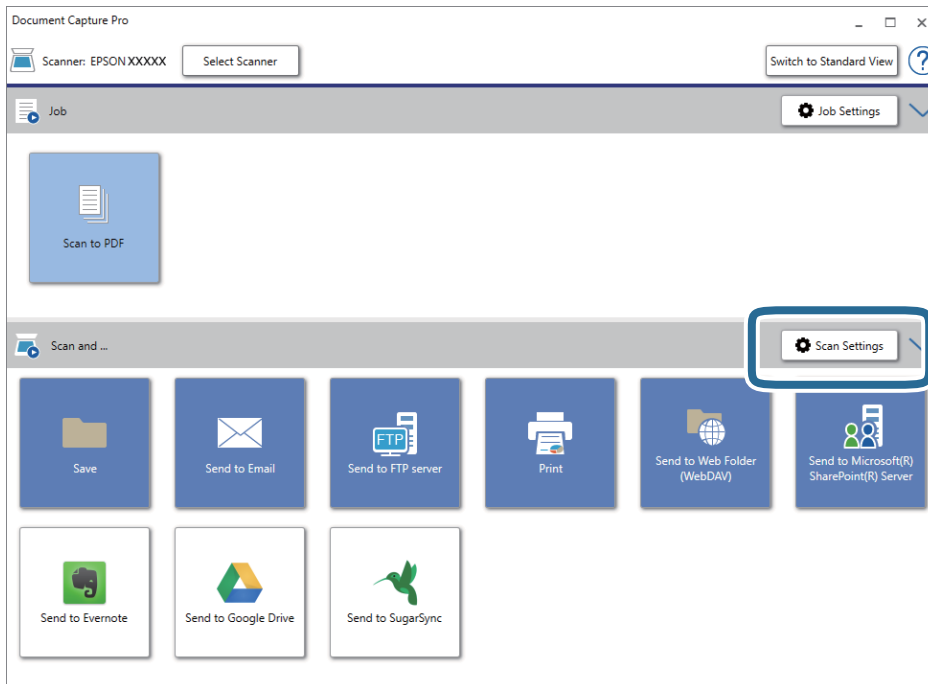 Document Capture Pro
Scanner: EPSON XXXXX
Select Scanner
Switch to Standard View
?
Job
Job Settings
Scan to PDF
Scan and ...
Scan Settings
Save
Send to Email
FTP
Send to FTP server
Print
Send to Web Folder
(WebDAV)
Send to Microsoft(R)
SharePoint(R) Server
Send to Evernote
Send to Google Drive
Send to SugarSync